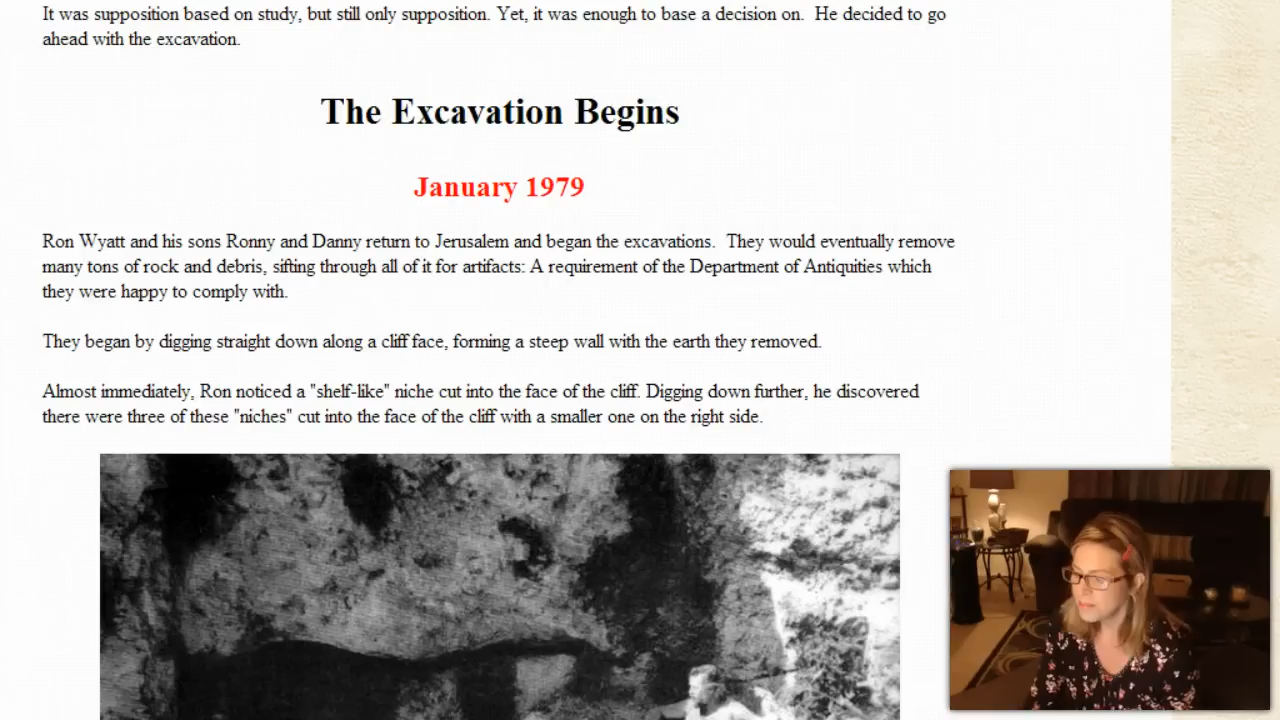 It was supposition based on study, but still only supposition. Yet, it was enough to base a decision on.  He decided to go
ahead with the excavation.
The Excavation Begins
January 1979
Ron Wyatt and his sons Ronny and Danny return to Jerusalem and began the excavations.  They would eventually remove
many tons of rock and debris, sifting through all of it for artifacts: A requirement of the Department of Antiquities which
they were happy to comply with.
They began by digging straight down along a cliff face, forming a steep wall with the earth they removed.
Almost immediately, Ron noticed a "shelf-like" niche cut into the face of the cliff. Digging down further, he discovered
there were three of these "niches" cut into the face of the cliff with a smaller one on the right side.